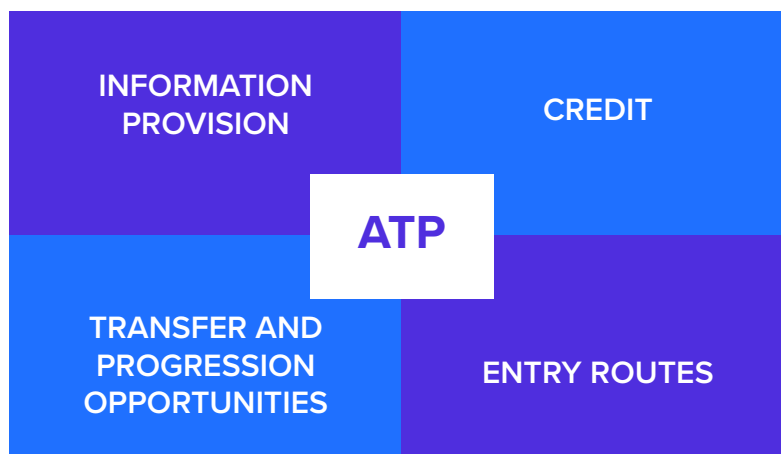 INFORMATION
PROVISION
CREDIT
ATP
TRANSFER AND
PROGRESSION
OPPORTUNITIES
ENTRY ROUTES